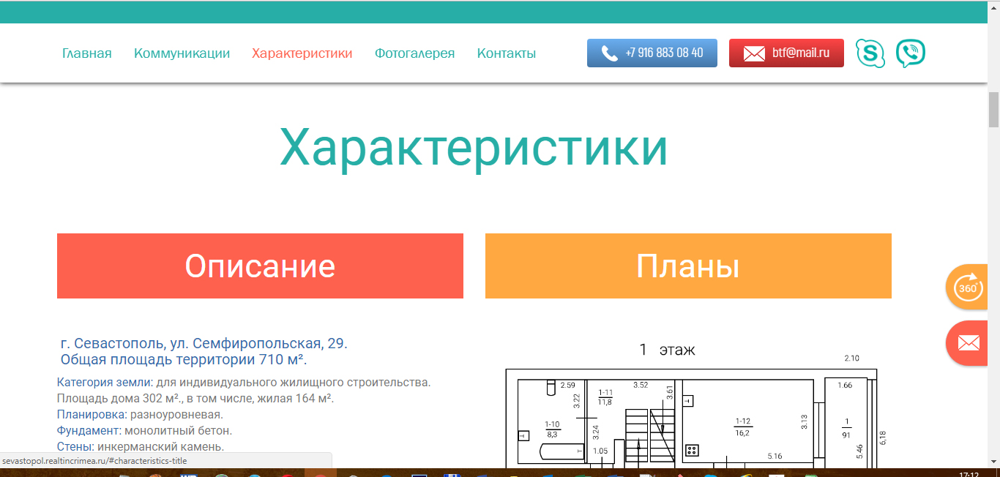 Главная Коммуникации Характеристики Фотогалерея Контакты +7 916 883 08 40 btf@mail.ru
Характеристики
Описание
Планы
360°
г. Севастополь, ул. Семфиропольская, 29.
Общая площадь территории 710 м².
Категория земли: для индивидуального жилищного строительства.
Площадь дома 302 м²., в том числе, жилая 164 м².
Планировка: разноуровневая.
Фундамент: монолитный бетон.
Стены: инкерманский камень.
1 этаж
2.10
2.59
3.52
1.66
3.22
1-11
11,8
3.61
1-10
8,3
3.24
1.05
1-12
16,2
3.13
5.16
1
91
5.46
6,18
sevastopol.realtincrimea.ru/#characteristics-title
17:12